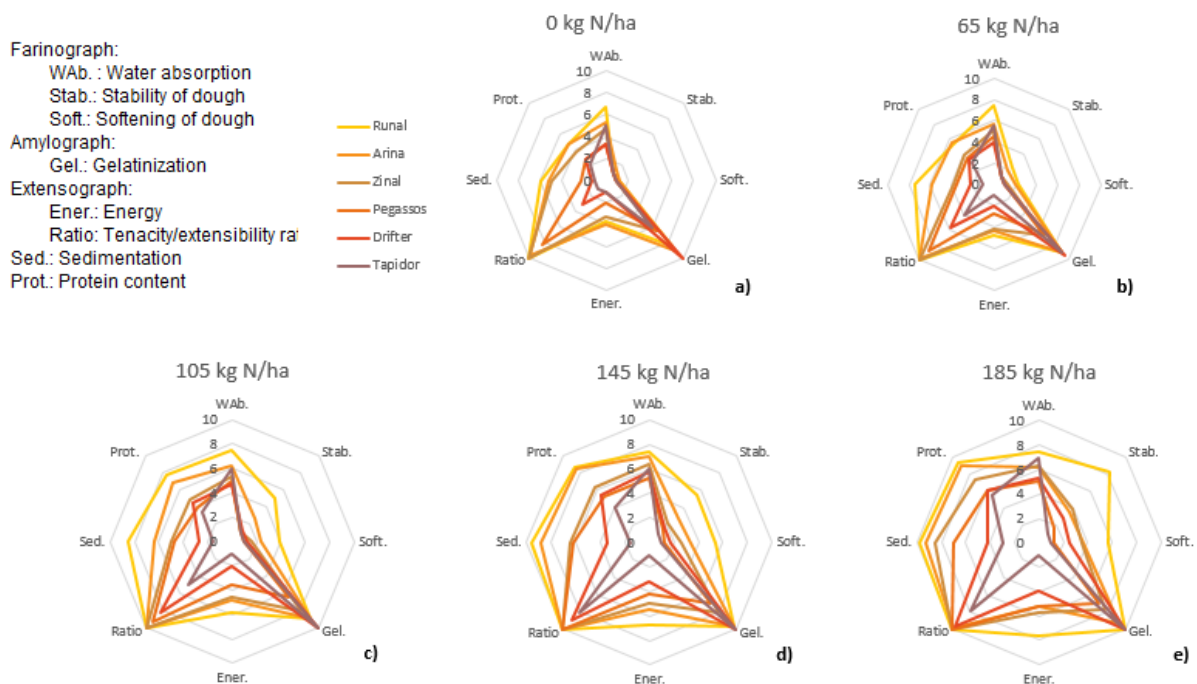 Farinograph:
WAb. : Water absorption
Stab.: Stability of dough
Soft.: Softening of dough
Amylograph:
Gel.: Gelatinization
Extensograph:
Ener.: Energy
Ratio: Tenacity/extensibility rat
Sed.: Sedimentation
Prot.: Protein content
Runal
Arina
Zinal
Pegassos
Drifter
Tapidor
0 kg N/ha
WAb.
10
8
6
4
2
0
Stab.
Soft.
Gel.
Ener.
Ratio
Sed.
Prot.
a)
65 kg N/ha
WAb.
10
8
6
4
2
0
Stab.
Soft.
Gel.
Ener.
Ratio
Sed.
Prot.
b)
105 kg N/ha
WAb.
10
8
6
4
2
0
Stab.
Soft.
Gel.
Ener.
Ratio
Sed.
Prot.
c)
145 kg N/ha
WAb.
10
8
6
4
2
0
Stab.
Soft.
Gel.
Ener.
Ratio
Sed.
Prot.
d)
185 kg N/ha
WAb.
10
8
6
4
2
0
Stab.
Soft.
Gel.
Ener.
Ratio
Sed.
Prot.
e)